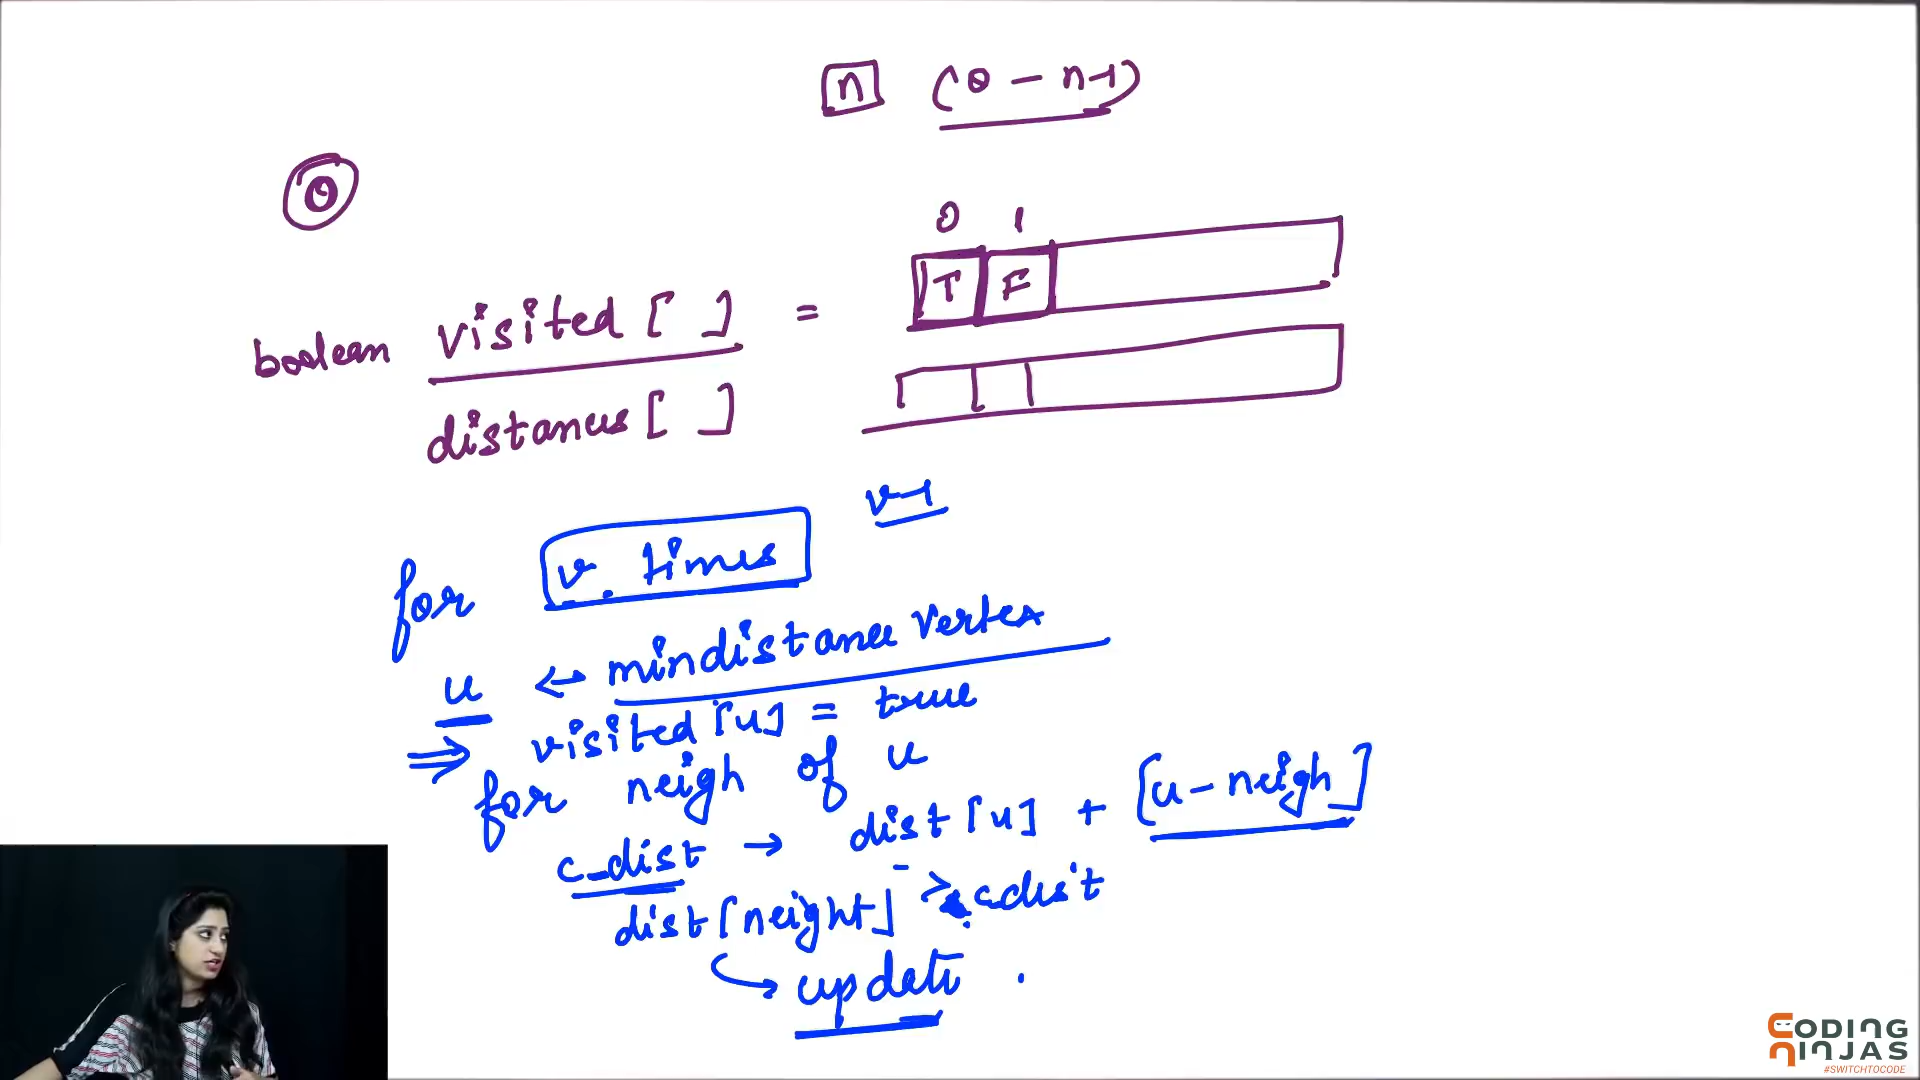 n (0 - n-1)
0
0 1
T F
boolean visited [ ] =
distances [ ]
v-1
for v. times
u ← mindistance vertex
⇒ visited [u] = true
for neigh of u
c_dist → dist [u] + [u - neigh]
dist [neight] > cdist
↪ update .
CODING
NINJAS
#SWITCHTOCODE